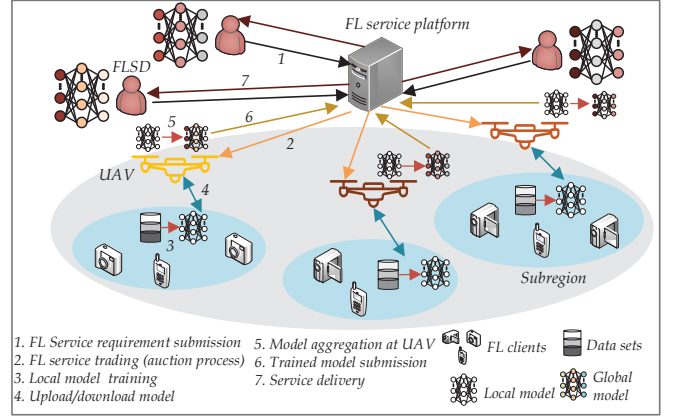 FL service platform
1
FLSD
7
5
6
2
UAV
4
3
Subregion
1. FL Service requirement submission
2. FL service trading (auction process)
3. Local model training
4. Upload/download model
5. Model aggregation at UAV
6. Trained model submission
7. Service delivery
FL clients
Data sets
Local model
Global
model